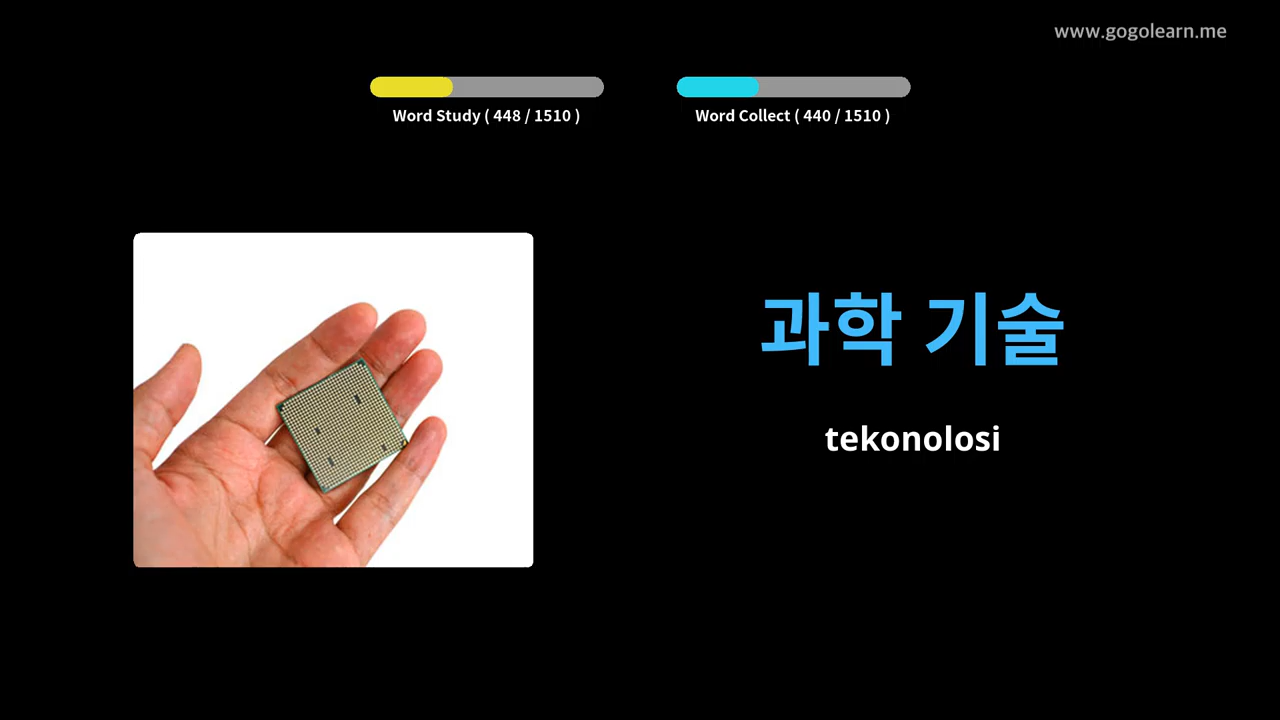 www.gogolearn.me
Word Study ( 448 / 1510 )
Word Collect ( 440 / 1510 )
과학 기술
tekonolosi